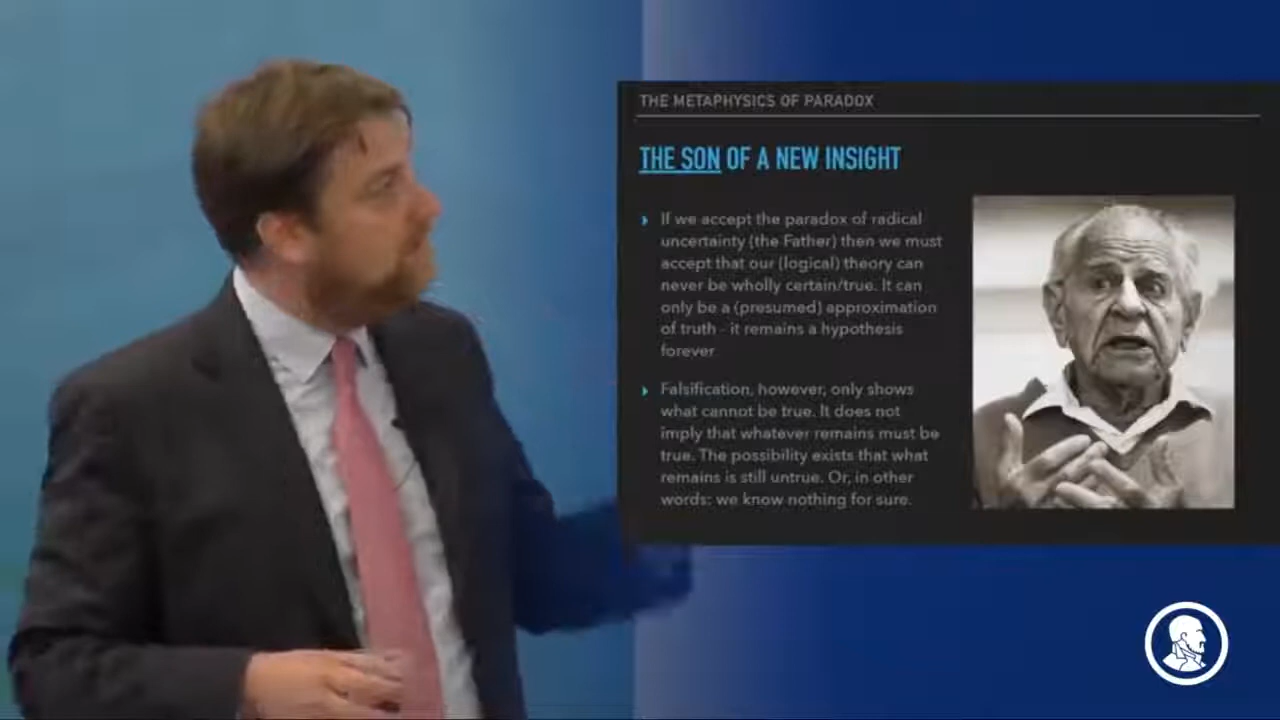 THE METAPHYSICS OF PARADOX
THE SON OF A NEW INSIGHT
If we accept the paradox of radical
uncertainty (the Father) then we must
accept that our (logical) theory can
never be wholly certain/true. It can
only be a (presumed) approximation
of truth - it remains a hypothesis
forever
Falsification, however, only shows
what cannot be true. It does not
imply that whatever remains must be
true. The possibility exists that what
remains is still untrue. Or, in other
words: we know nothing for sure.